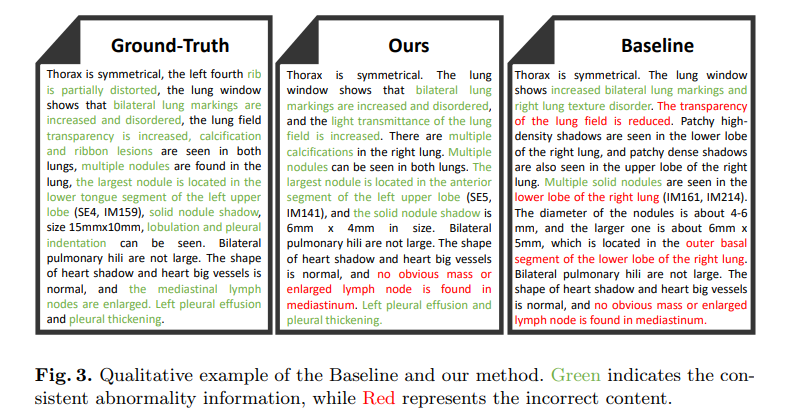 Ground-Truth
Thorax is symmetrical, the left fourth rib
is partially distorted, the lung window
shows that bilateral lung markings are
increased and disordered, the lung field
transparency is increased, calcification
and ribbon lesions are seen in both
lungs, multiple nodules are found in the
lung, the largest nodule is located in the
lower tongue segment of the left upper
lobe (SE4, IM159), solid nodule shadow,
size 15mmx10mm, lobulation and pleural
indentation can be seen. Bilateral
pulmonary hili are not large. The shape
of heart shadow and heart big vessels is
normal, and the mediastinal lymph
nodes are enlarged. Left pleural effusion
and pleural thickening.
Ours
Thorax is symmetrical. The lung
window shows that bilateral lung
markings are increased and disordered,
and the light transmittance of the lung
field is increased. There are multiple
calcifications in the right lung. Multiple
nodules can be seen in both lungs. The
largest nodule is located in the anterior
segment of the left upper lobe (SE5,
IM141), and the solid nodule shadow is
6mm x 4mm in size. Bilateral
pulmonary hili are not large. The shape
of heart shadow and heart big vessels
is normal, and no obvious mass or
enlarged lymph node is found in
mediastinum. Left pleural effusion and
pleural thickening.
Baseline
Thorax is symmetrical. The lung window
shows increased bilateral lung markings and
right lung texture disorder. The transparency
of the lung field is reduced. Patchy high-
density shadows are seen in the lower lobe
of the right lung, and patchy dense shadows
are also seen in the upper lobe of the right
lung. Multiple solid nodules are seen in the
lower lobe of the right lung (IM161, IM214).
The diameter of the nodules is about 4-6
mm, and the larger one is about 6mm x
5mm, which is located in the outer basal
segment of the lower lobe of the right lung.
Bilateral pulmonary hili are not large. The
shape of heart shadow and heart big vessels
is normal, and no obvious mass or enlarged
lymph node is found in mediastinum.
Fig. 3. Qualitative example of the Baseline and our method. Green indicates the con-
sistent abnormality information, while Red represents the incorrect content.